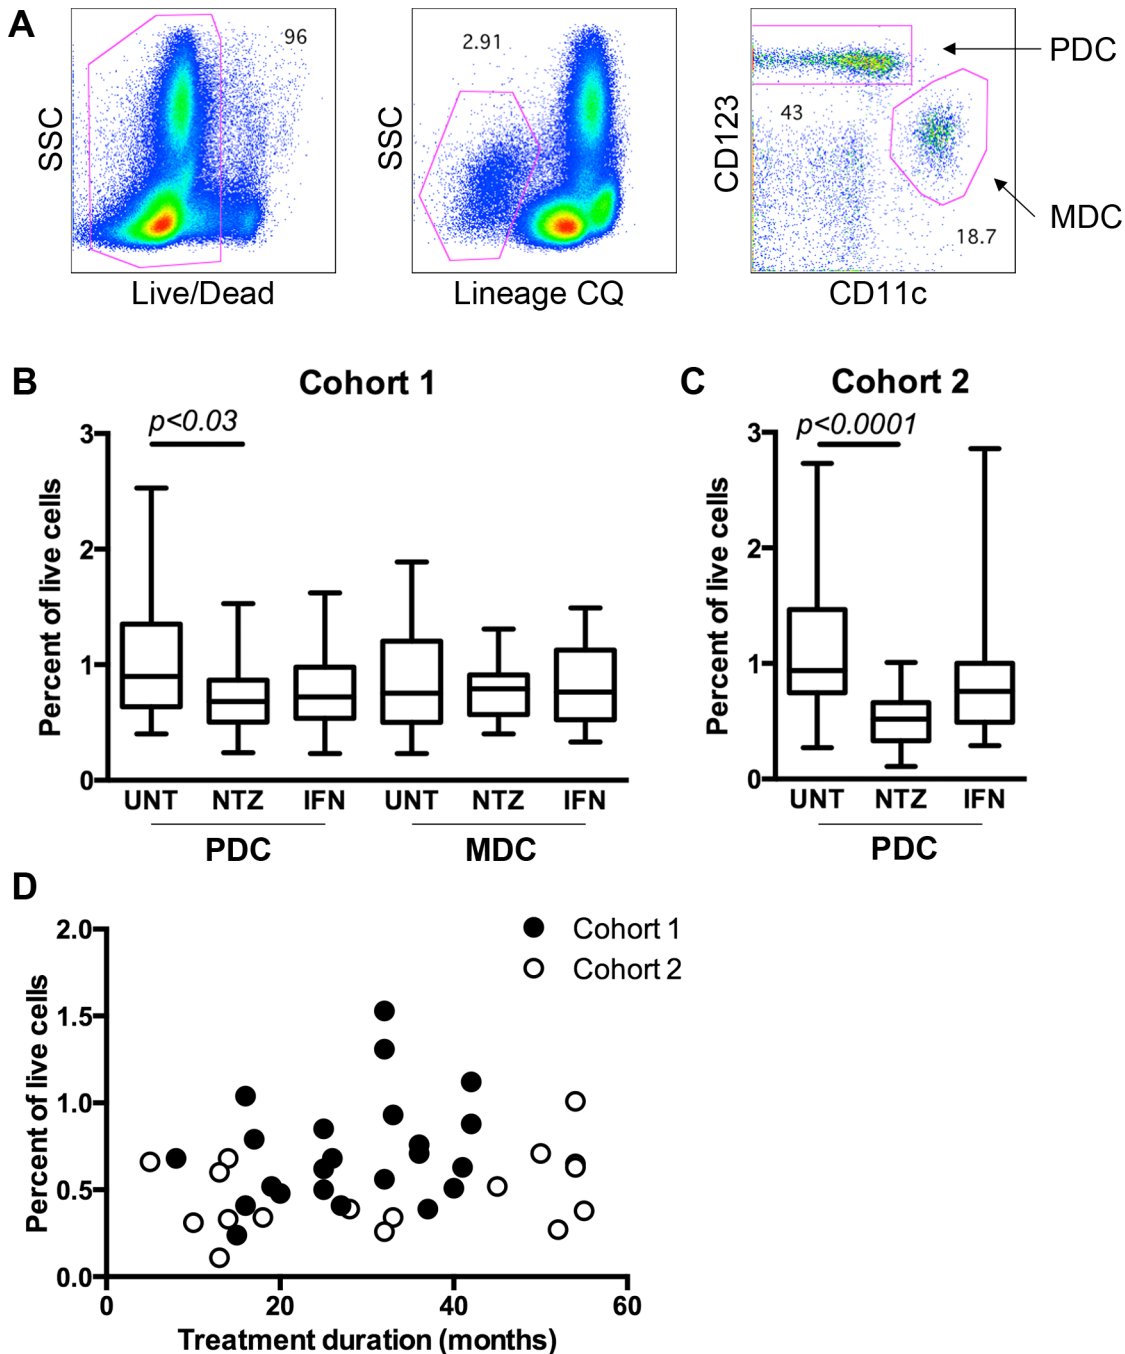 A
96
SSC
Live/Dead
2.91
SSC
Lineage CQ
43
18.7
CD123
CD11c
PDC
MDC
B
Cohort 1
p<0.03
3
2
1
0
Percent of live cells
UNT NTZ IFN UNT NTZ IFN
PDC MDC
C
Cohort 2
p<0.0001
3
2
1
0
Percent of live cells
UNT NTZ IFN
PDC
D
Cohort 1
Cohort 2
2.0
1.5
1.0
0.5
0.0
Percent of live cells
0 20 40 60
Treatment duration (months)